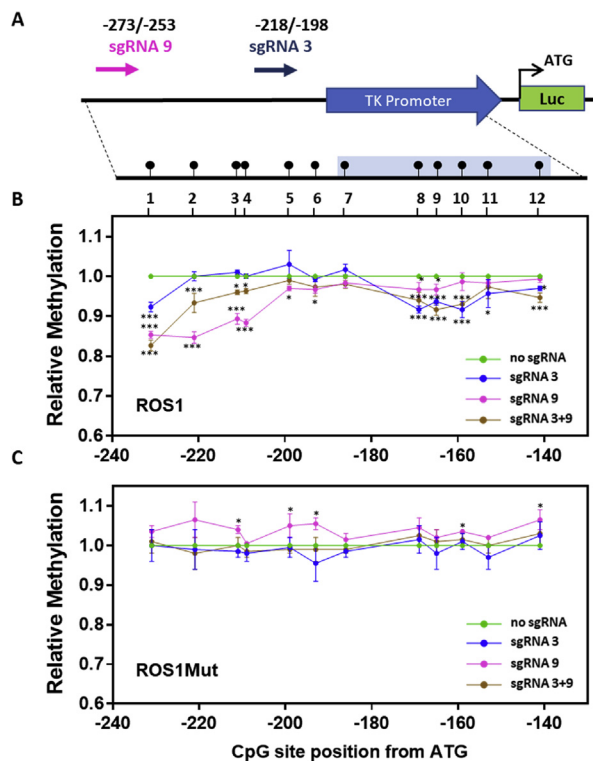 A
-273/-253
-218/-198
sgRNA 9
sgRNA 3
ATG
TK Promoter
Luc
1 2 3 4 5 6 7 8 9 10 11 12
B
Relative Methylation
1.1
1.0
0.9
0.8
0.7
0.6
*** *** *** *** *** *** *** * * * * * *** *** * *** *** *** *** * * ***
no sgRNA
sgRNA 3
sgRNA 9
sgRNA 3+9
ROS1
-240 -220 -200 -180 -160 -140
C
Relative Methylation
1.1
1.0
0.9
0.8
0.7
0.6
* * * * *
no sgRNA
sgRNA 3
sgRNA 9
sgRNA 3+9
ROS1Mut
-240 -220 -200 -180 -160 -140
CpG site position from ATG